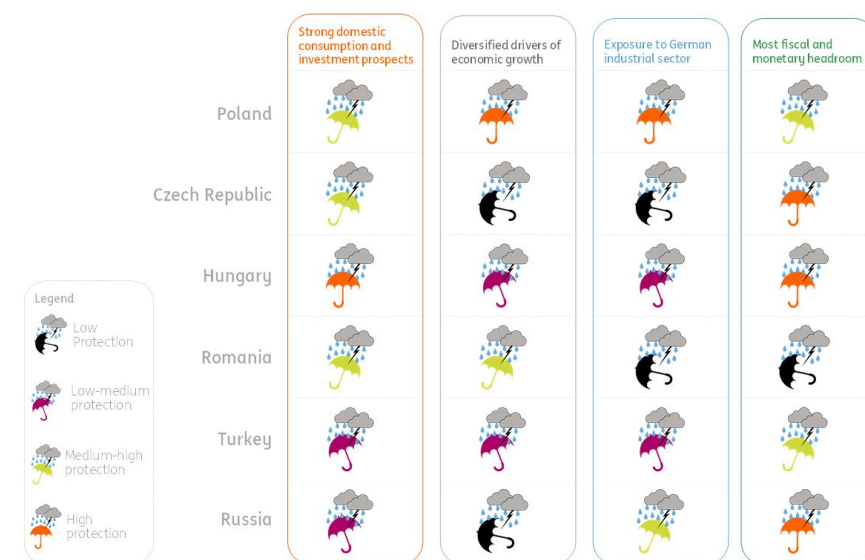 Strong domestic
consumption and
investment prospects
Diversified drivers of
economic growth
Exposure to German
industrial sector
Most fiscal and
monetary headroom
Poland
Czech Republic
Hungary
Romania
Turkey
Russia
Legend
Low
Protection
Low-medium
protection
Medium-high
protection
High
protection